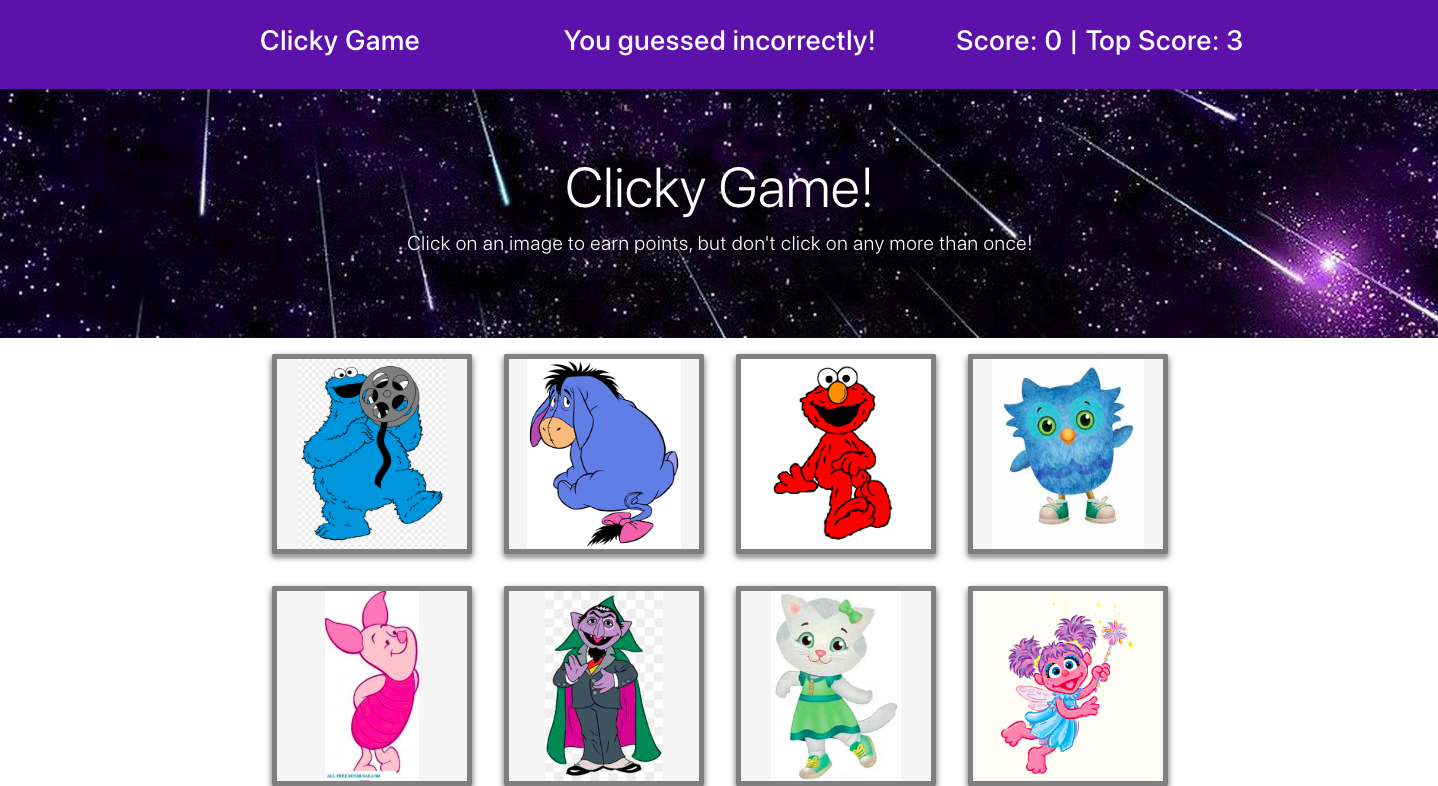 Clicky Game
You guessed incorrectly!
Score: 0 | Top Score: 3
Clicky Game!
Click on an image to earn points, but don't click on any more than once!